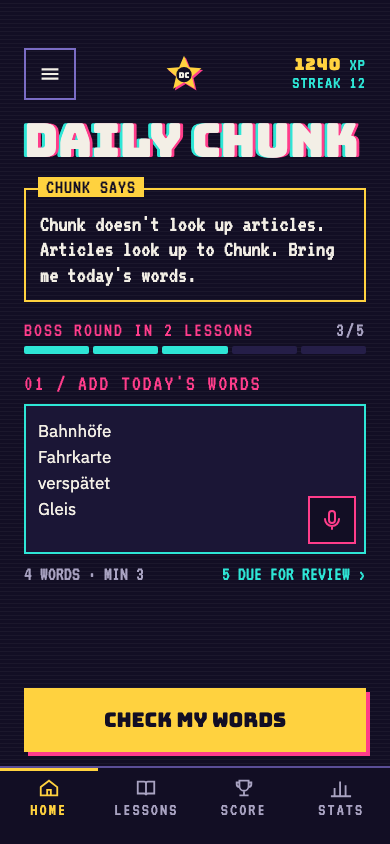 DC
1240 XP
STREAK 12
DAILY CHUNK
CHUNK SAYS
Chunk doesn't look up articles.
Articles look up to Chunk. Bring
me today's words.
BOSS ROUND IN 2 LESSONS 3/5
01 / ADD TODAY'S WORDS
Bahnhöfe
Fahrkarte
verspätet
Gleis
4 WORDS · MIN 3 5 DUE FOR REVIEW ›
CHECK MY WORDS
HOME LESSONS SCORE STATS